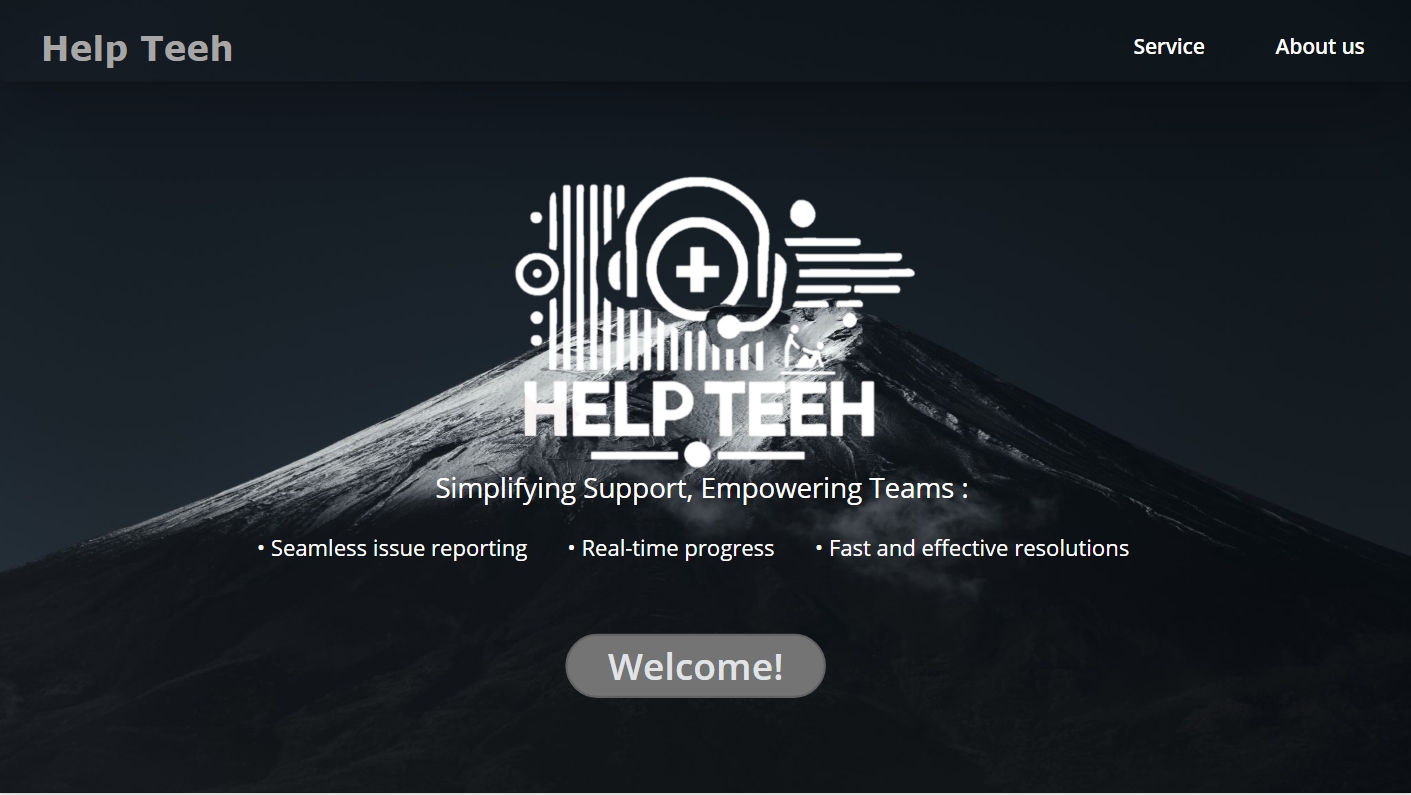 Help Teeh
Service
About us
HELP TEEH
Simplifying Support, Empowering Teams :
• Seamless issue reporting
• Real-time progress
• Fast and effective resolutions
Welcome!